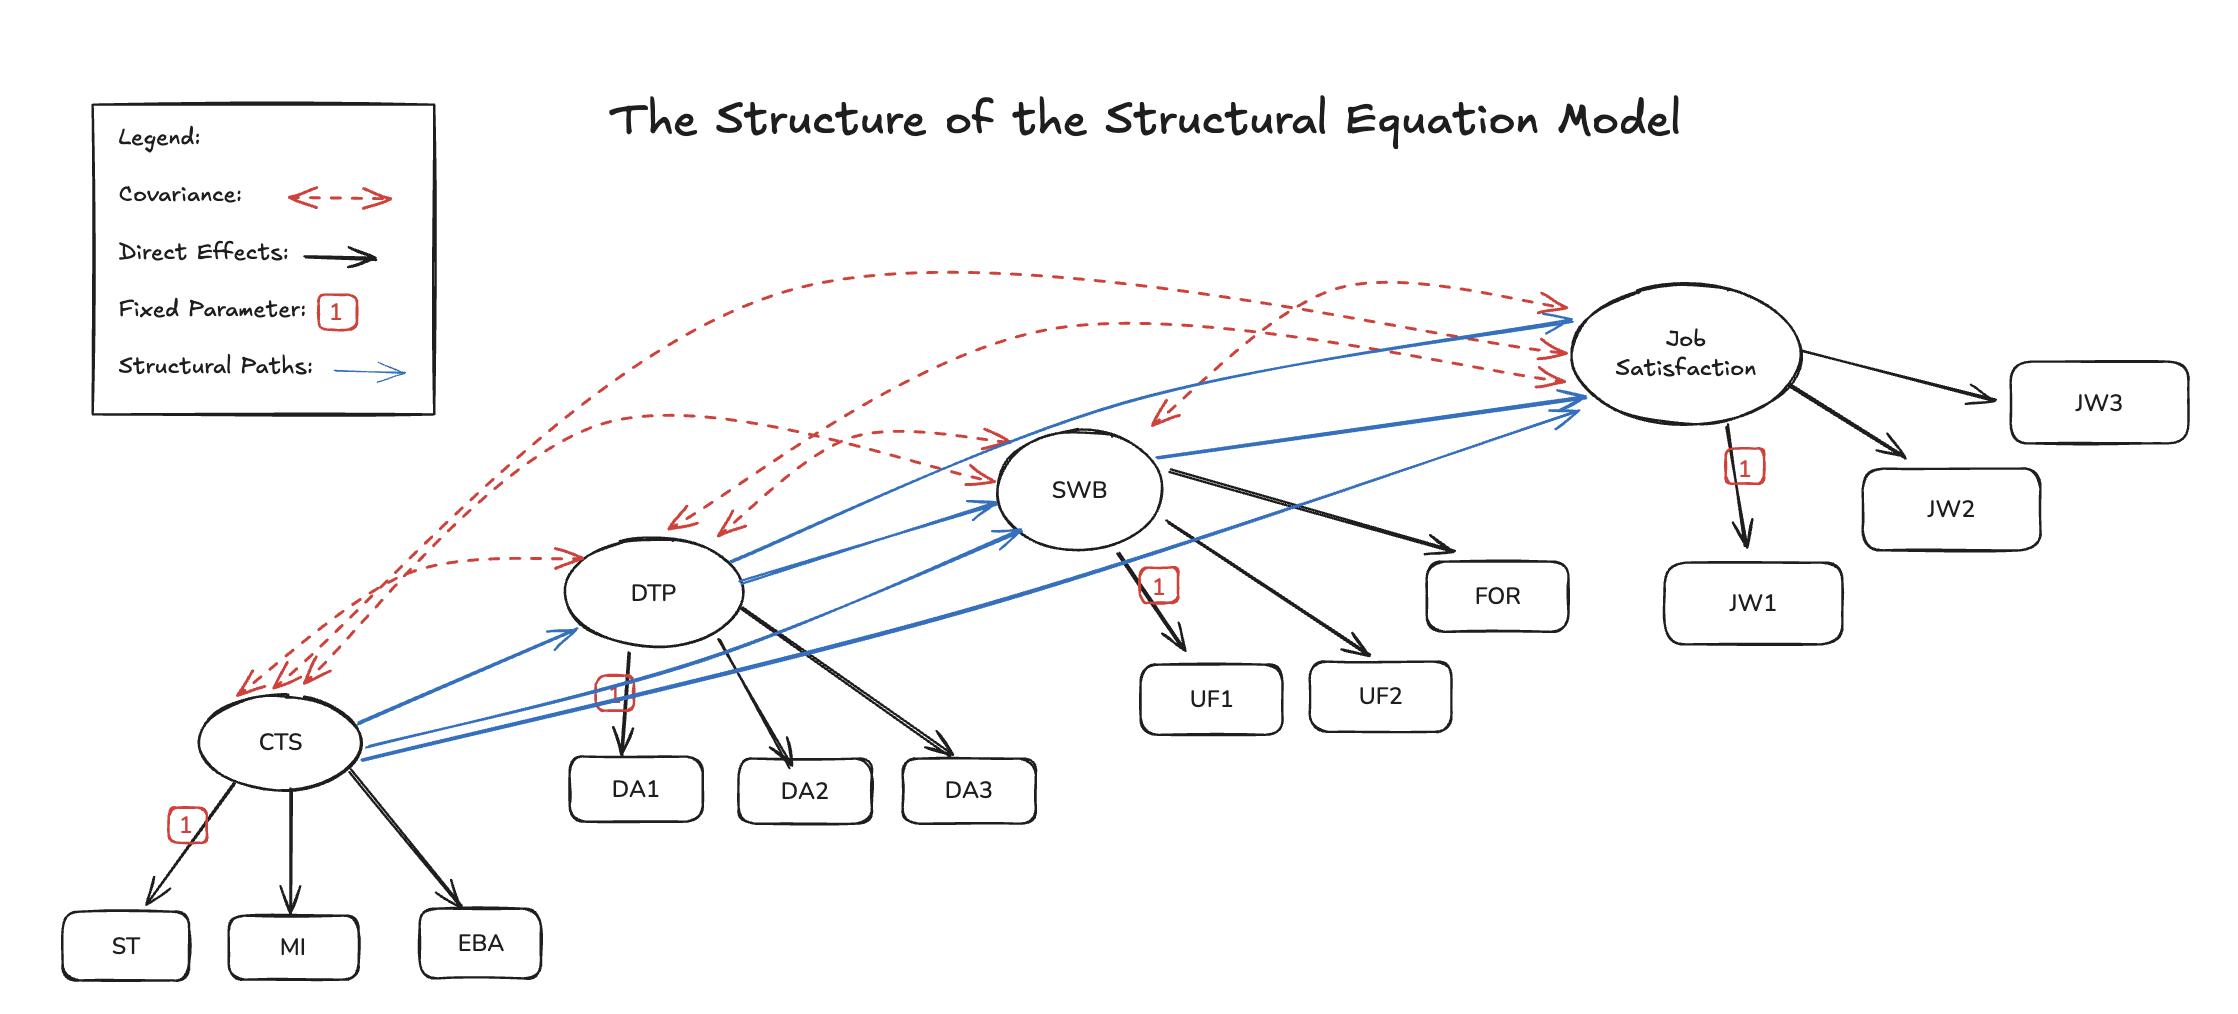 The Structure of the Structural Equation Model
Legend:
Covariance:
Direct Effects:
Fixed Parameter: 1
Structural Paths:
Job
Satisfaction
JW3
1
JW2
SWB
JW1
1
FOR
DTP
UF1
UF2
1
CTS
DA1
DA2
DA3
1
ST
MI
EBA